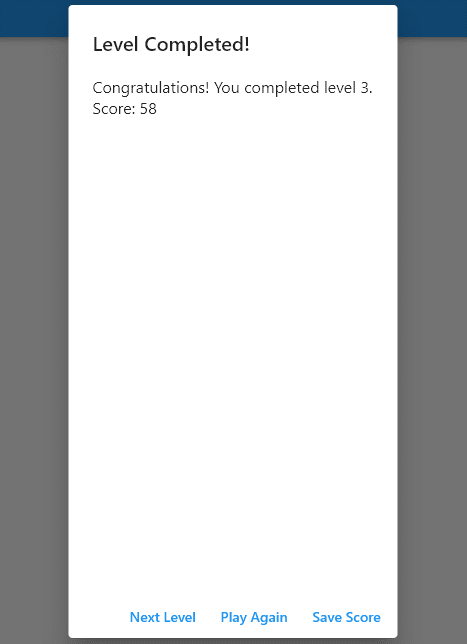 Level Completed!
Congratulations! You completed level 3.
Score: 58
Next Level Play Again Save Score